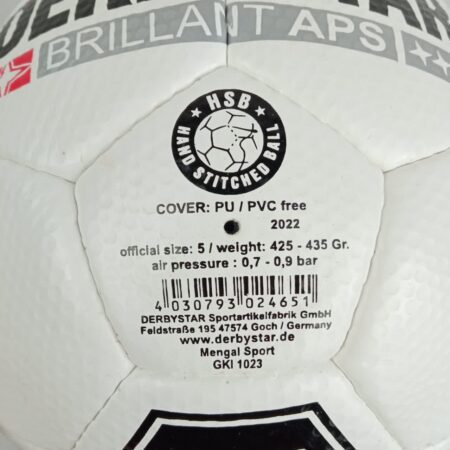 DERBYSTAR
BRILLANT APS
★ HSB ★
HAND STITCHED BALL
COVER: PU / PVC free
2022
official size: 5 / weight: 425 - 435 Gr.
air pressure : 0,7 - 0,9 bar
4 030793 024651
DERBYSTAR Sportartikelfabrik GmbH
Feldstraße 195 47574 Goch / Germany
www.derbystar.de
Mengal Sport
GKI 1023